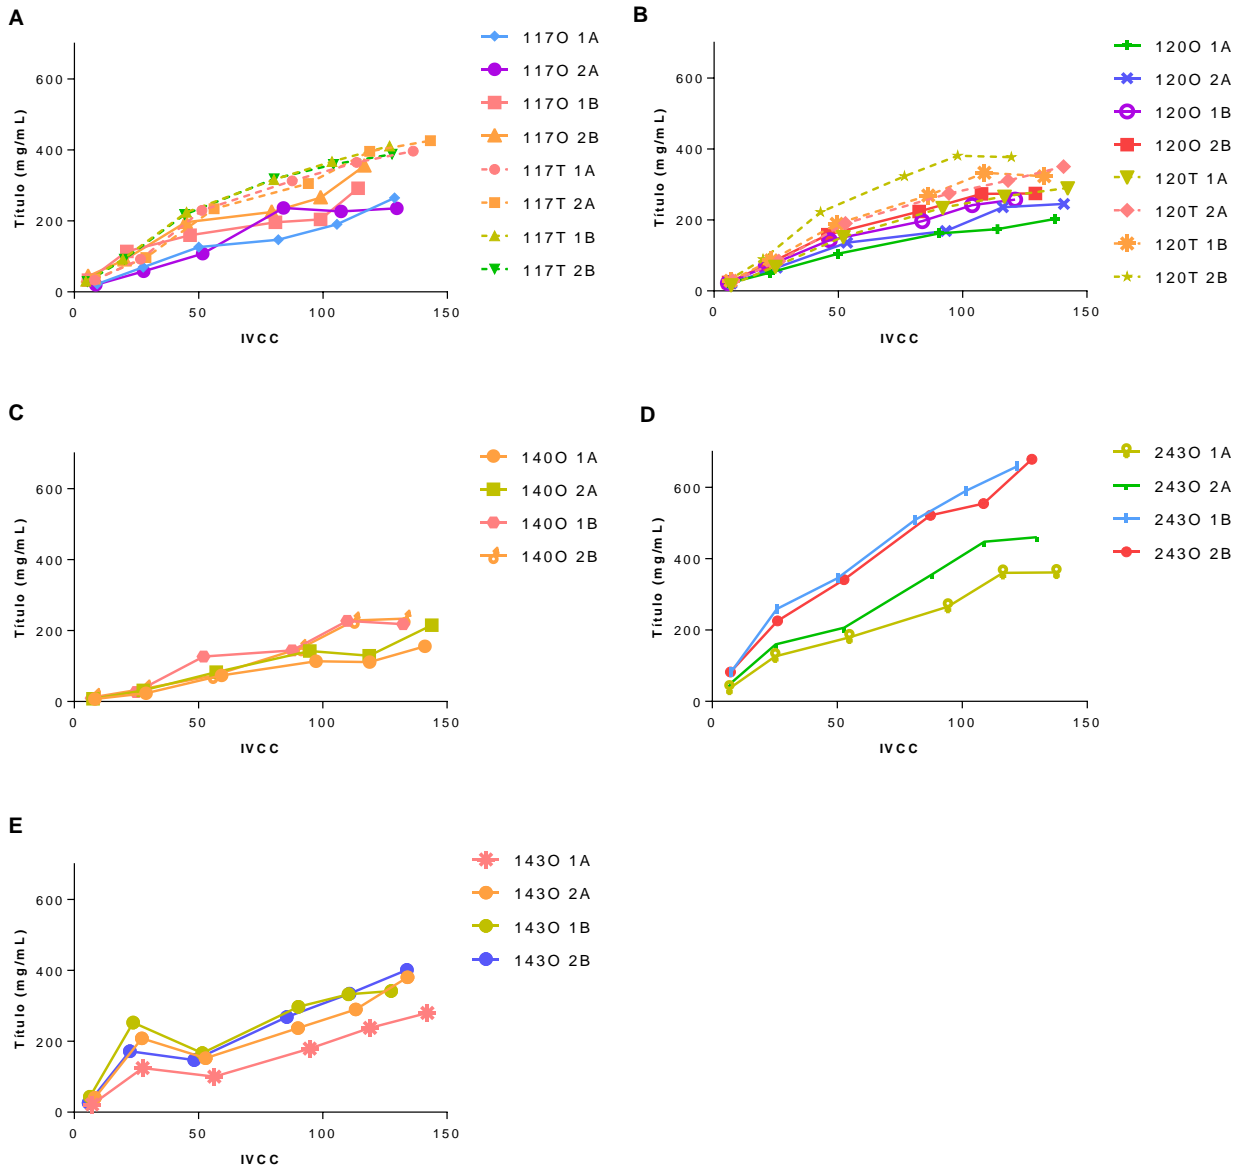 A
Título (mg/mL)
600
400
200
0
0 50 100 150
IVCC
117O 1A
117O 2A
117O 1B
117O 2B
117T 1A
117T 2A
117T 1B
117T 2B
B
Título (mg/mL)
600
400
200
0
0 50 100 150
IVCC
120O 1A
120O 2A
120O 1B
120O 2B
120T 1A
120T 2A
120T 1B
120T 2B
C
Título (mg/mL)
600
400
200
0
0 50 100 150
IVCC
140O 1A
140O 2A
140O 1B
140O 2B
D
Título (mg/mL)
600
400
200
0
0 50 100 150
IVCC
243O 1A
243O 2A
243O 1B
243O 2B
E
Título (mg/mL)
600
400
200
0
0 50 100 150
IVCC
143O 1A
143O 2A
143O 1B
143O 2B